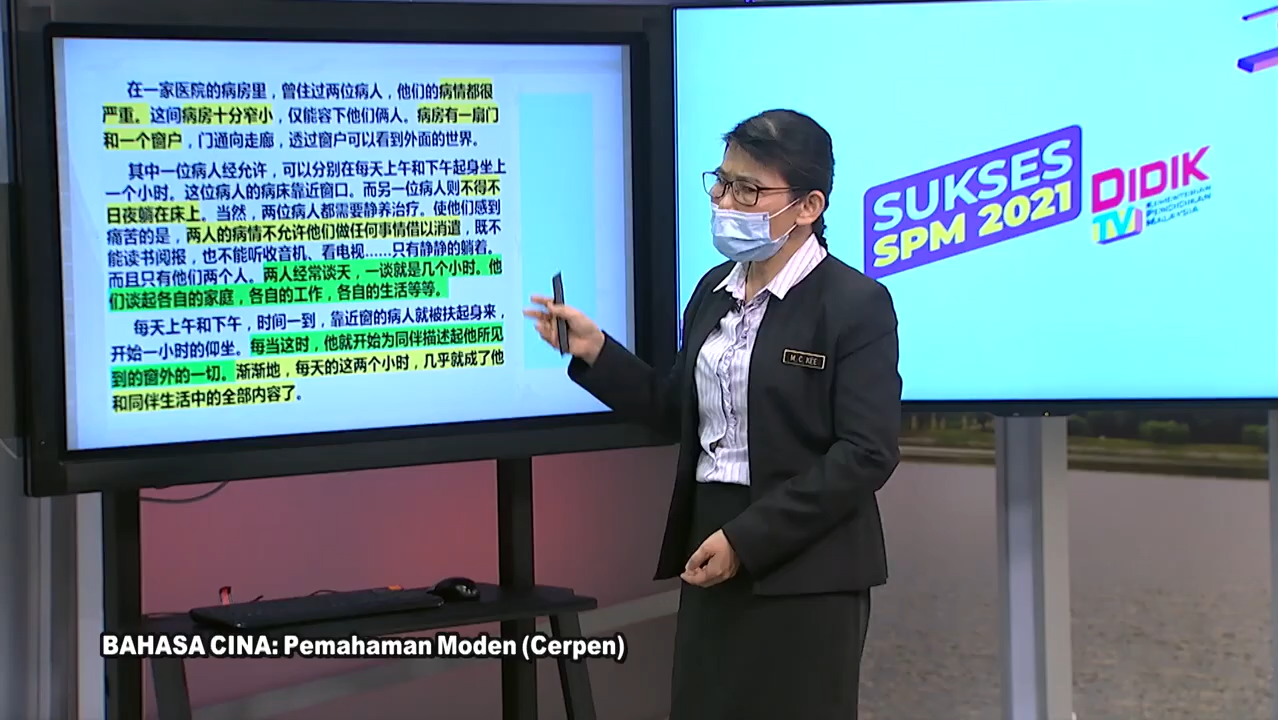 在一家医院的病房里，曾住过两位病人，他们的病情都很
严重。这间病房十分窄小，仅能容下他们俩人。病房有一扇门
和一个窗户，门通向走廊，透过窗户可以看到外面的世界。
其中一位病人经允许，可以分别在每天上午和下午起身坐上
一个小时。这位病人的病床靠近窗口。而另一位病人则不得不
日夜躺在床上。当然，两位病人都需要静养治疗。使他们感到
痛苦的是，两人的病情不允许他们做任何事情借以消遣，既不
能读书阅报，也不能听收音机、看电视……只有静静的躺着。
而且只有他们两个人。两人经常谈天，一谈就是几个小时。他
们谈起各自的家庭，各自的工作，各自的生活等等。
每天上午和下午，时间一到，靠近窗的病人就被扶起身来，
开始一小时的仰坐。每当这时，他就开始为同伴描述起他所见
到的窗外的一切。渐渐地，每天的这两个小时，几乎就成了他
和同伴生活中的全部内容了。
SUKSES
SPM 2021
DIDIK
TV
KEMENTERIAN
PENDIDIKAN
MALAYSIA
M. C. KEE
BAHASA CINA: Pemahaman Moden (Cerpen)